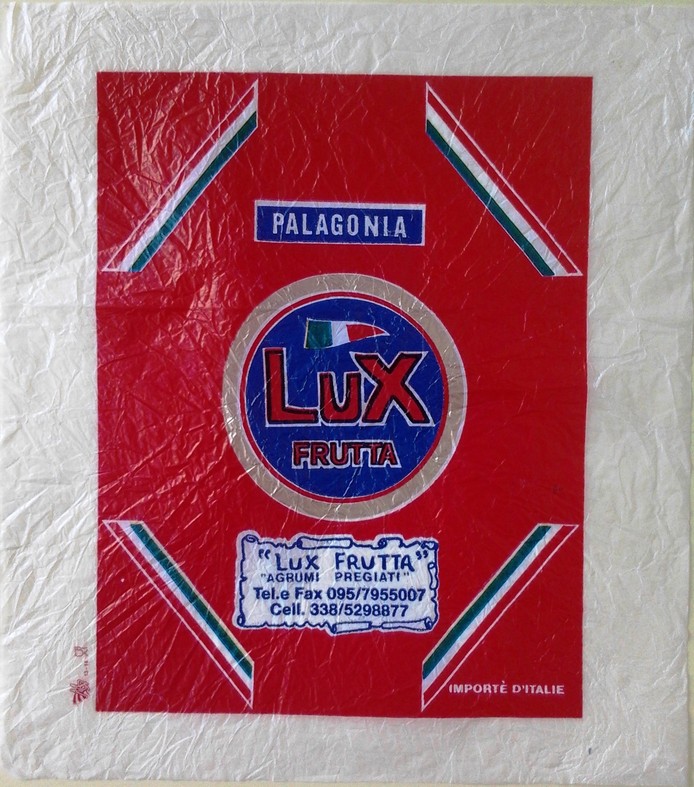 PALAGONIA
LUX
FRUTTA
"LUX FRUTTA"
"AGRUMI PREGIATI"
Tel.e Fax 095/7955007
Cell. 338/5298877
IMPORTÈ D'ITALIE